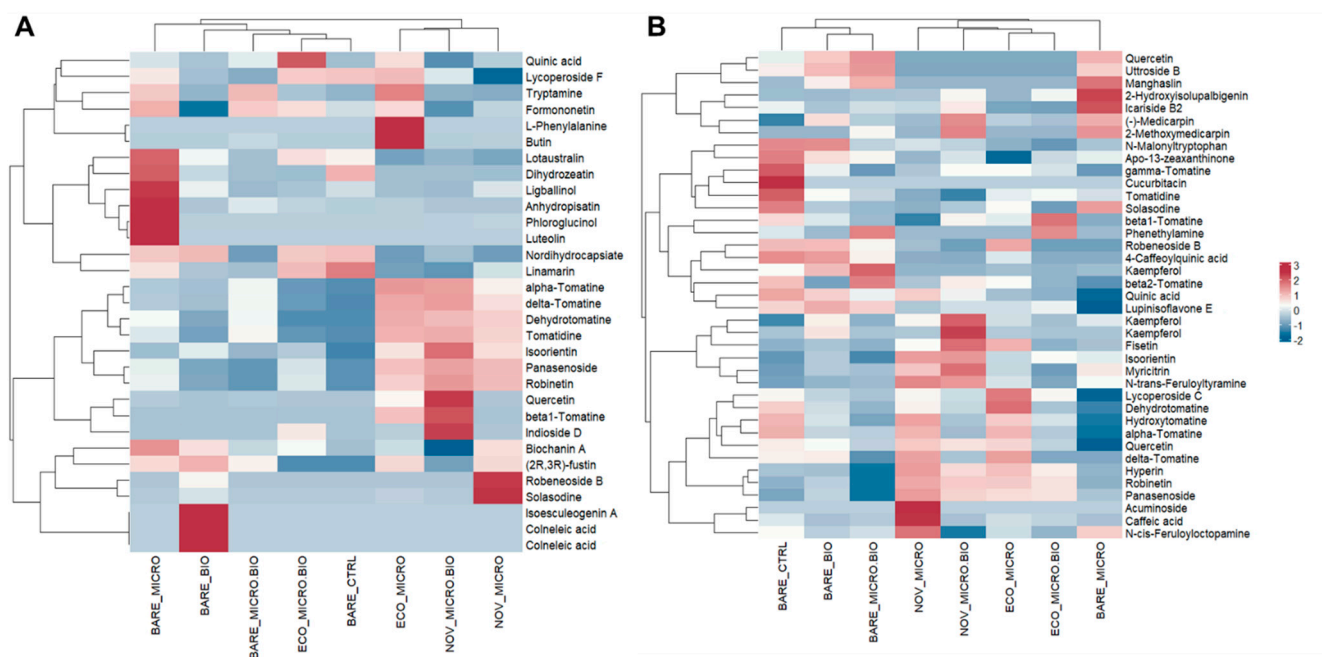 A
Quinic acid
Lycoperoside F
Tryptamine
Formononetin
L-Phenylalanine
Butin
Lotaustralin
Dihydrozeatin
Ligballinol
Anhydropisatin
Phloroglucinol
Luteolin
Nordihydrocapsiate
Linamarin
alpha-Tomatine
delta-Tomatine
Dehydrotomatine
Tomatidine
Isoorientin
Panasenoside
Robinetin
Quercetin
beta1-Tomatine
Indioside D
Biochanin A
(2R,3R)-fustin
Robeneoside B
Solasodine
Isoesculeogenin A
Colneleic acid
Colneleic acid
BARE_MICRO
BARE_BIO
BARE_MICRO.BIO
ECO_MICRO.BIO
BARE_CTRL
ECO_MICRO
NOV_MICRO.BIO
NOV_MICRO
B
Quercetin
Uttroside B
Manghaslin
2-Hydroxyisolupalbigenin
Icariside B2
(-)-Medicarpin
2-Methoxymedicarpin
N-Malonyltryptophan
Apo-13-zeaxanthinone
gamma-Tomatine
Cucurbitacin
Tomatidine
Solasodine
beta1-Tomatine
Phenethylamine
Robeneoside B
4-Caffeoylquinic acid
Kaempferol
beta2-Tomatine
Quinic acid
Lupinisoflavone E
Kaempferol
Kaempferol
Fisetin
Isoorientin
Myricitrin
N-trans-Feruloyltyramine
Lycoperoside C
Dehydrotomatine
Hydroxytomatine
alpha-Tomatine
Quercetin
delta-Tomatine
Hyperin
Robinetin
Panasenoside
Acuminoside
Caffeic acid
N-cis-Feruloyloctopamine
BARE_CTRL
BARE_BIO
BARE_MICRO.BIO
NOV_MICRO
NOV_MICRO.BIO
ECO_MICRO
ECO_MICRO.BIO
BARE_MICRO
3
2
1
0
-1
-2